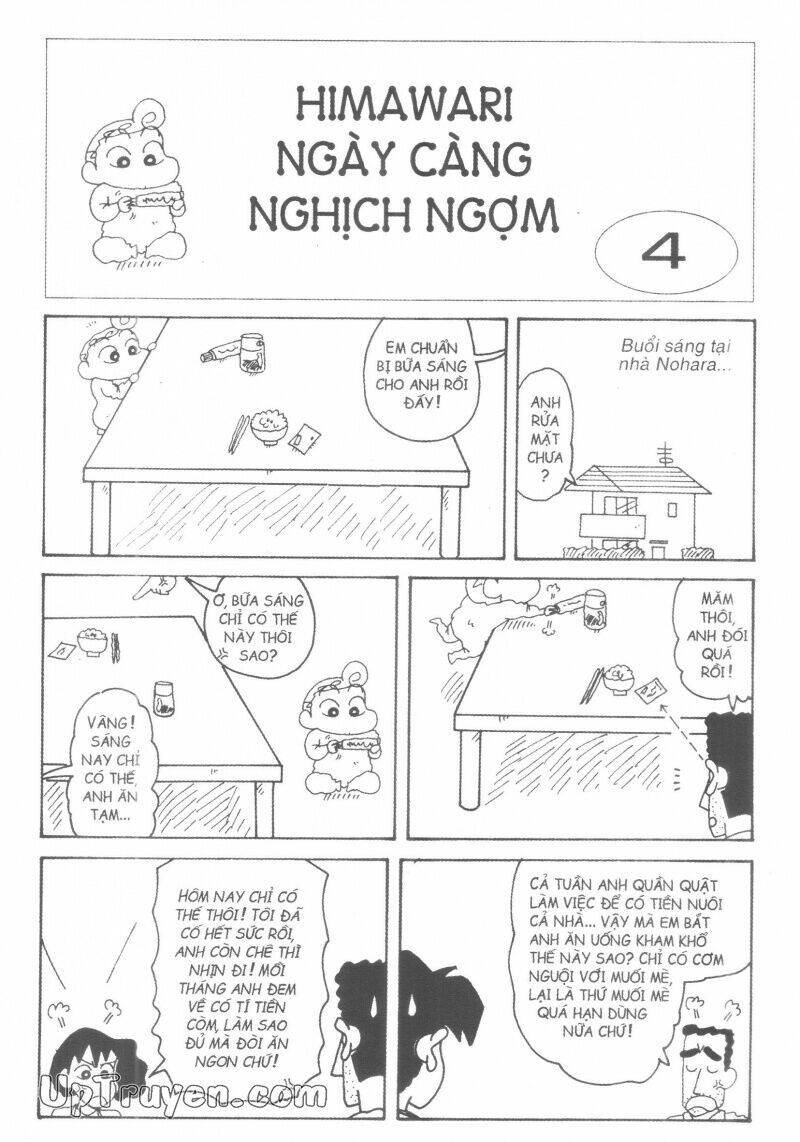 HIMAWARI
NGÀY CÀNG
NGHỊCH NGỢM
4
Buổi sáng tại
nhà Nohara...
ANH
RỬA
MẶT
CHƯA
?
EM CHUẨN
BỊ BỮA SÁNG
CHO ANH RỒI
ĐẤY!
MĂM
THÔI,
ANH ĐÓI
QUÁ
RỒI!
Ơ, BỮA SÁNG
CHỈ CÓ THẾ
NÀY THÔI
SAO?
VÂNG!
SÁNG
NAY CHỈ
CÓ THẾ,
ANH ĂN
TẠM...
CẢ TUẦN ANH QUẦN QUẬT
LÀM VIỆC ĐỂ CÓ TIỀN NUÔI
CẢ NHÀ... VẬY MÀ EM BẮT
ANH ĂN UỐNG KHAM KHỔ
THẾ NÀY SAO? CHỈ CÓ CƠM
NGUỘI VỚI MUỐI MÈ,
LẠI LÀ THỨ MUỐI MÈ
QUÁ HẠN DÙNG
NỮA CHỨ!
HÔM NAY CHỈ CÓ
THẾ THÔI! TÔI ĐÃ
CÓ HẾT SỨC RỒI,
ANH CÒN CHÊ THÌ
NHỊN ĐI! MỖI
THÁNG ANH ĐEM
VỀ CÓ TÍ TIỀN
CÒM, LÀM SAO
ĐỦ MÀ ĐÒI ĂN
NGON CHỨ!
UpTruyen.com